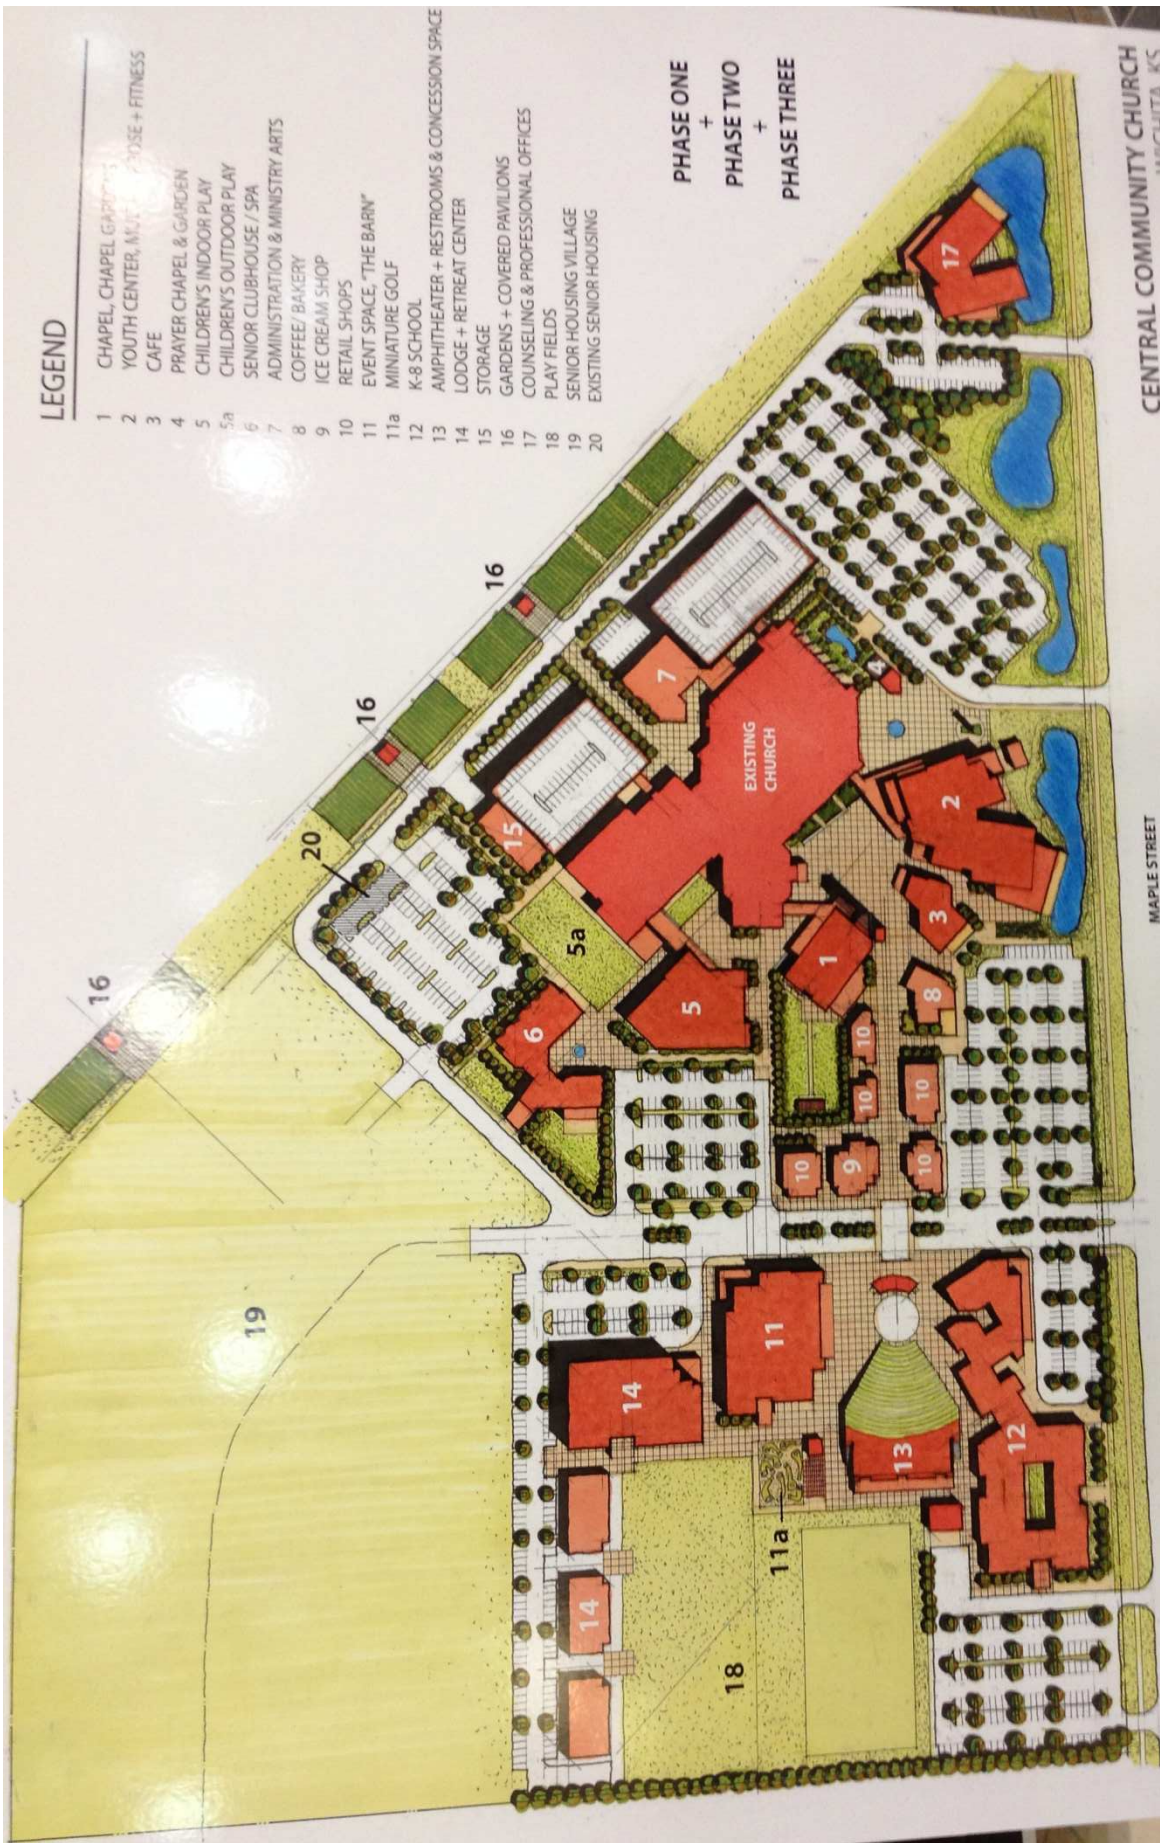 LEGEND
1 CHAPEL, CHAPEL
2 YOUTH CENTER, + FITNESS
3 CAFE
4 PRAYER CHAPEL & GARDEN
5 CHILDREN'S INDOOR PLAY
5a CHILDREN'S OUTDOOR PLAY
6 SENIOR CLUBHOUSE / SPA
7 ADMINISTRATION & MINISTRY ARTS
8 COFFEE/ BAKERY
9 ICE CREAM SHOP
10 RETAIL SHOPS
11 EVENT SPACE, "THE BARN"
11a MINIATURE GOLF
12 K-8 SCHOOL
13 AMPHITHEATER + RESTROOMS & CONCESSION SPACE
14 LODGE + RETREAT CENTER
15 STORAGE
16 GARDENS + COVERED PAVILIONS
17 COUNSELING & PROFESSIONAL OFFICES
18 PLAY FIELDS
19 SENIOR HOUSING VILLAGE
20 EXISTING SENIOR HOUSING
PHASE ONE
+
PHASE TWO
+
PHASE THREE
16
16
16
20
19
15
7
5a
6
5
EXISTING
CHURCH
4
17
14
14
11
11a
18
13
12
10
9
10
10
10
10
1
8
3
2
MAPLE STREET
CENTRAL COMMUNITY CHURCH
WICHITA, KS